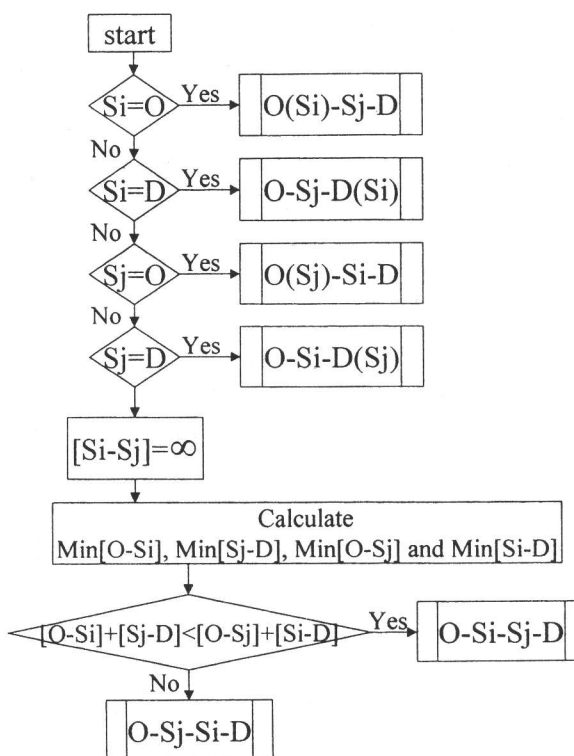 start
Si=O
Yes
O(Si)-Sj-D
No
Si=D
Yes
O-Sj-D(Si)
No
Sj=O
Yes
O(Sj)-Si-D
No
Sj=D
Yes
O-Si-D(Sj)
[Si-Sj]=∞
Calculate
Min[O-Si], Min[Sj-D], Min[O-Sj] and Min[Si-D]
[O-Si]+[Sj-D]<[O-Sj]+[Si-D]
Yes
O-Si-Sj-D
No
O-Sj-Si-D